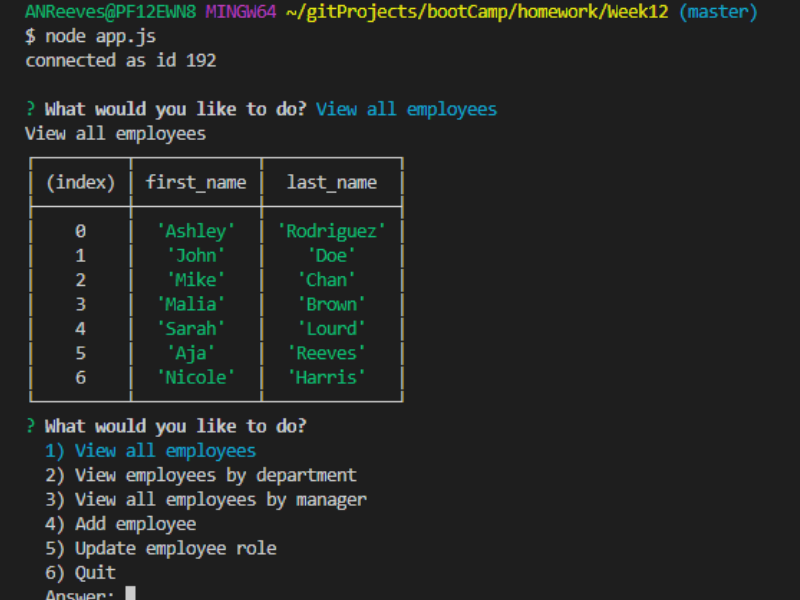 ANReeves@PF12EWN8 MINGW64 ~/gitProjects/bootCamp/homework/Week12 (master)
$ node app.js
connected as id 192
? What would you like to do? View all employees
View all employees
(index) first_name last_name
0 'Ashley' 'Rodriguez'
1 'John' 'Doe'
2 'Mike' 'Chan'
3 'Malia' 'Brown'
4 'Sarah' 'Lourd'
5 'Aja' 'Reeves'
6 'Nicole' 'Harris'
? What would you like to do?
1) View all employees
2) View employees by department
3) View all employees by manager
4) Add employee
5) Update employee role
6) Quit
Answer: